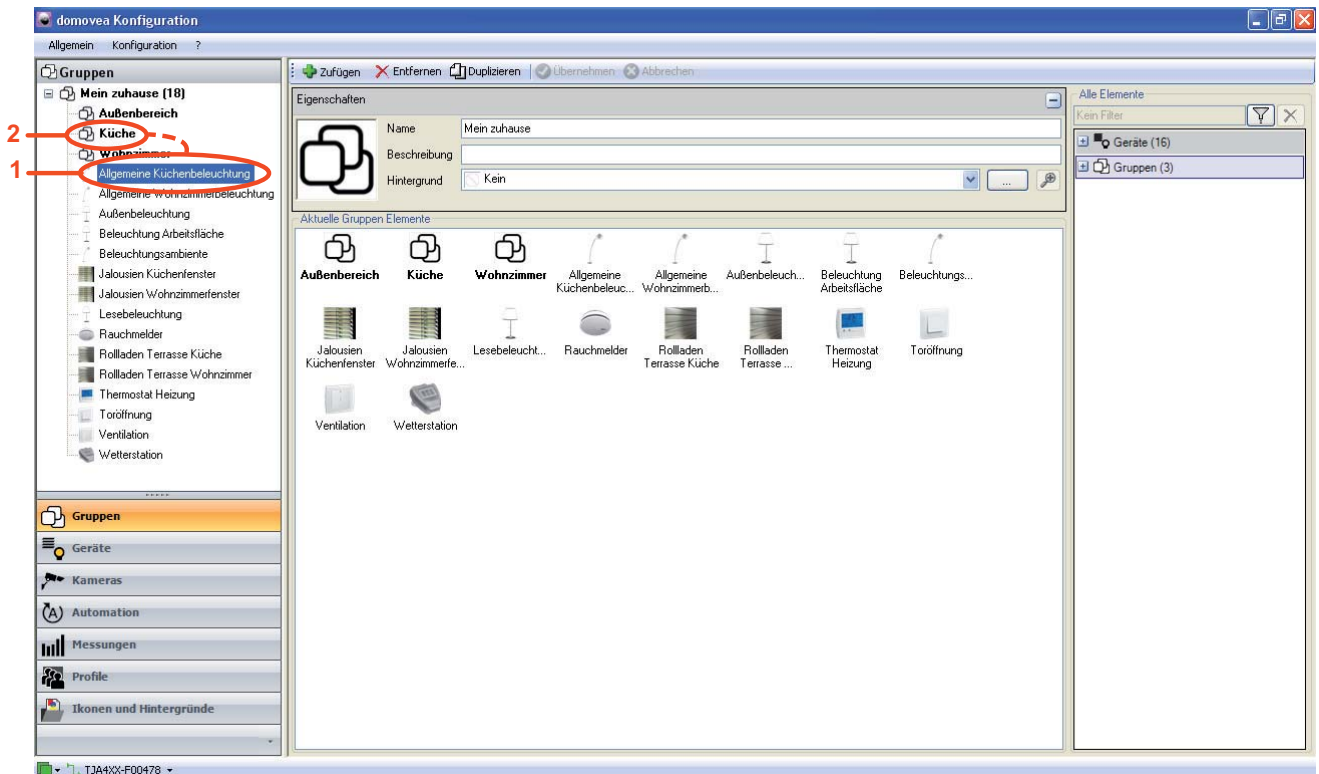 domovea Konfiguration
Allgemein Konfiguration ?
Gruppen
Mein zuhause (18)
Außenbereich
Küche
Wohnzimmer
Allgemeine Küchenbeleuchtung
Allgemeine Wohnzimmerbeleuchtung
Außenbeleuchtung
Beleuchtung Arbeitsfläche
Beleuchtungsambiente
Jalousien Küchenfenster
Jalousien Wohnzimmerfenster
Lesebeleuchtung
Rauchmelder
Rollladen Terrasse Küche
Rollladen Terrasse Wohnzimmer
Thermostat Heizung
Toröffnung
Ventilation
Wetterstation
2
1
Gruppen
Geräte
Kameras
Automation
Messungen
Profile
Ikonen und Hintergründe
Zufügen Entfernen Duplizieren Übernehmen Abbrechen
Eigenschaften
Name Mein zuhause
Beschreibung
Hintergrund Kein ...
Aktuelle Gruppen Elemente
Außenbereich Küche Wohnzimmer Allgemeine Küchenbeleuc... Allgemeine Wohnzimmerb... Außenbeleuch... Beleuchtung Arbeitsfläche Beleuchtungs...
Jalousien Küchenfenster Jalousien Wohnzimmerfe... Lesebeleucht... Rauchmelder Rollladen Terrasse Küche Rollladen Terrasse ... Thermostat Heizung Toröffnung
Ventilation Wetterstation
Alle Elemente
Kein Filter
Geräte (16)
Gruppen (3)
TJA4XX-F00478